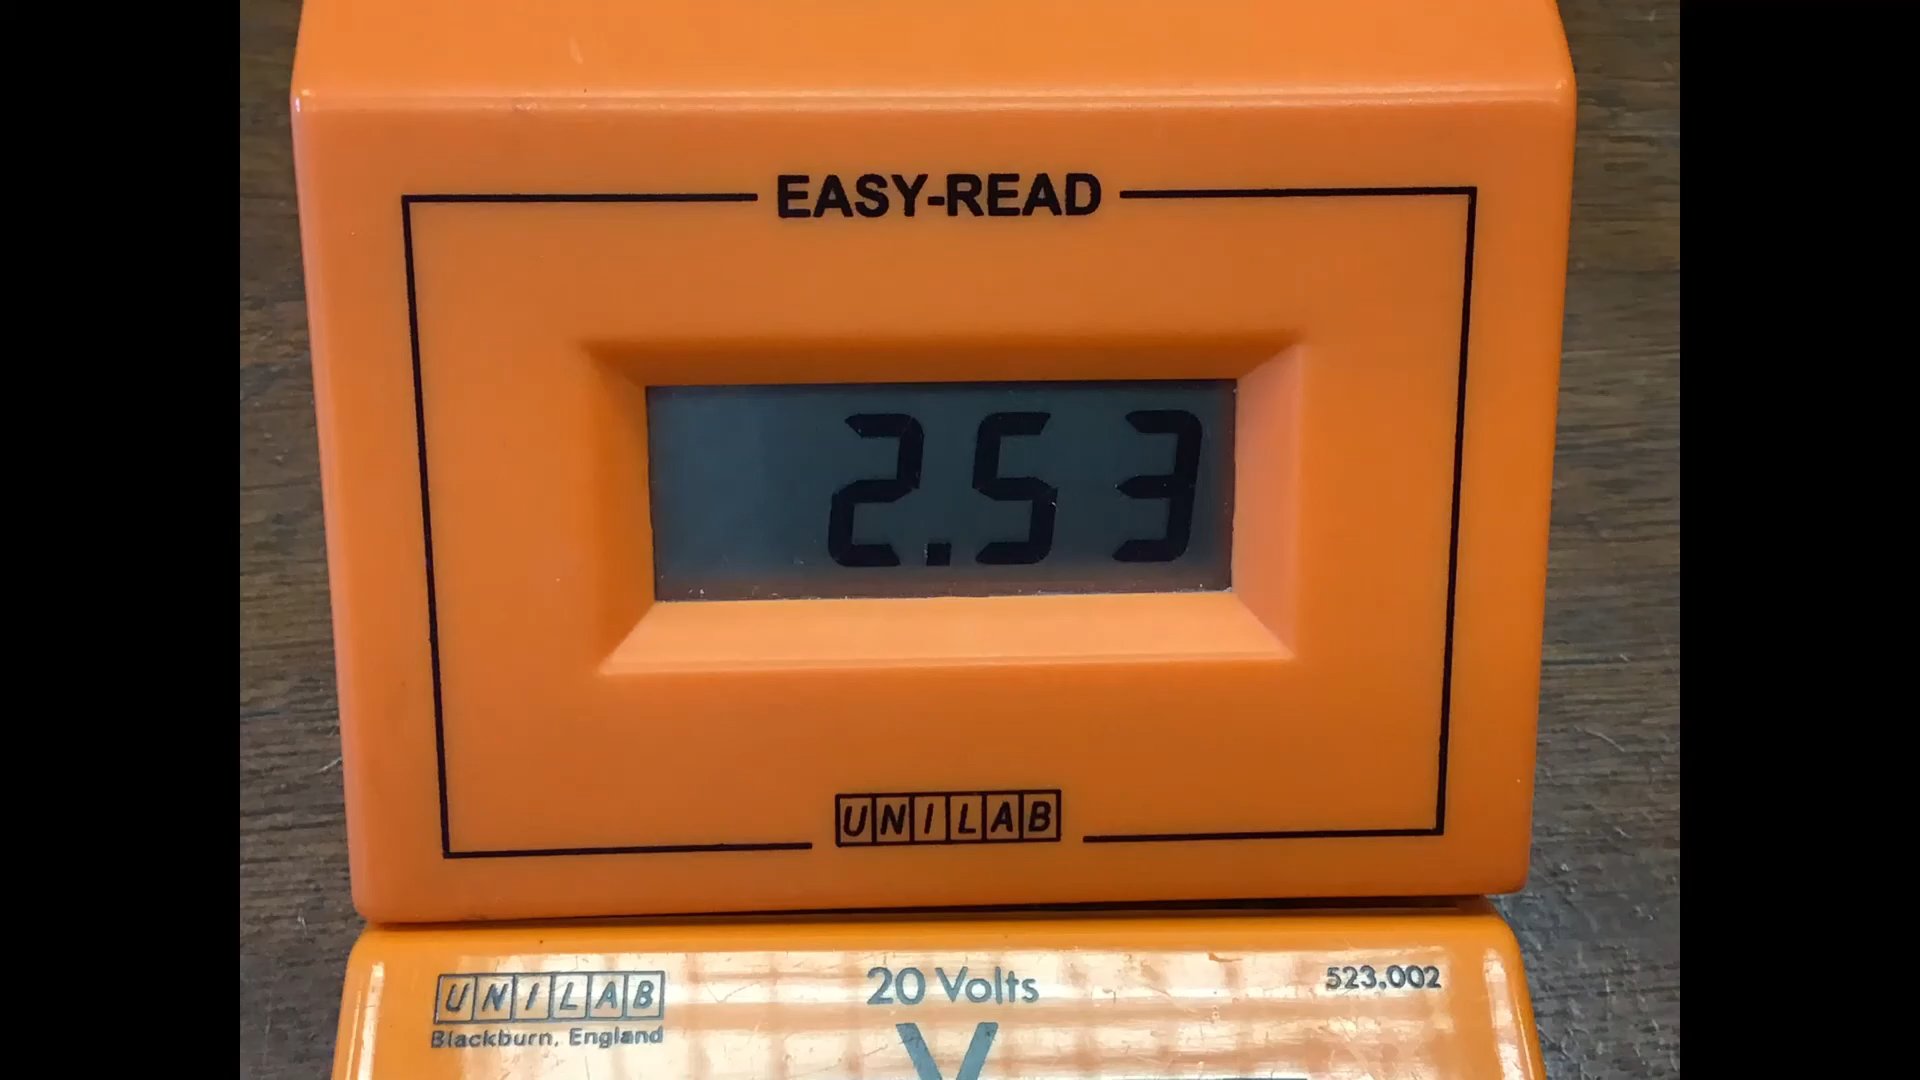 EASY-READ
2.53
UNILAB
UNILAB
Blackburn, England
20 Volts
V
523.002